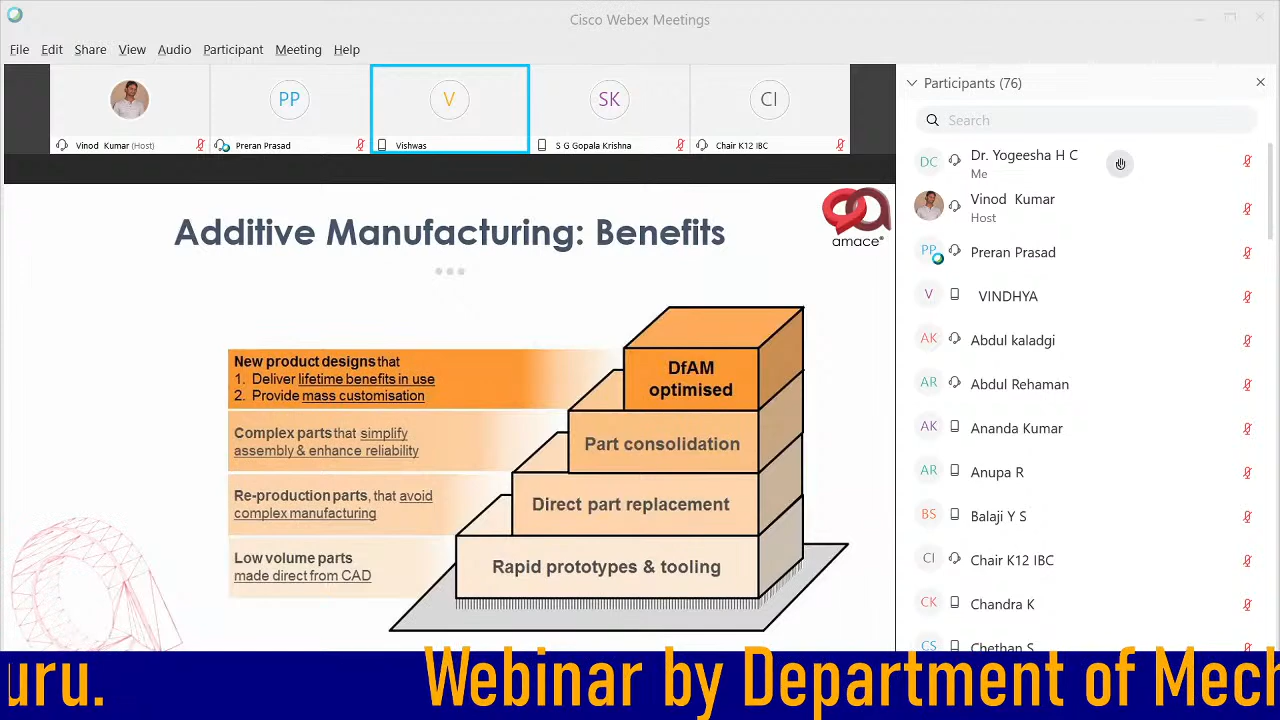 Cisco Webex Meetings
File Edit Share View Audio Participant Meeting Help
PP
V
SK
CI
Vinod Kumar (Host)
Preran Prasad
Vishwas
S G Gopala Krishna
Chair K12 IBC
Participants (76)
Search
DC
Dr. Yogeesha H C
Me
Vinod Kumar
Host
PP
Preran Prasad
V
VINDHYA
AK
Abdul kaladgi
AR
Abdul Rehaman
AK
Ananda Kumar
AR
Anupa R
BS
Balaji Y S
CI
Chair K12 IBC
CK
Chandra K
CS
Chethan S
amace®
Additive Manufacturing: Benefits
New product designs that
1. Deliver lifetime benefits in use
2. Provide mass customisation
DfAM
optimised
Complex parts that simplify
assembly & enhance reliability
Part consolidation
Re-production parts, that avoid
complex manufacturing
Direct part replacement
Low volume parts
made direct from CAD
Rapid prototypes & tooling
uru. Webinar by Department of Mech